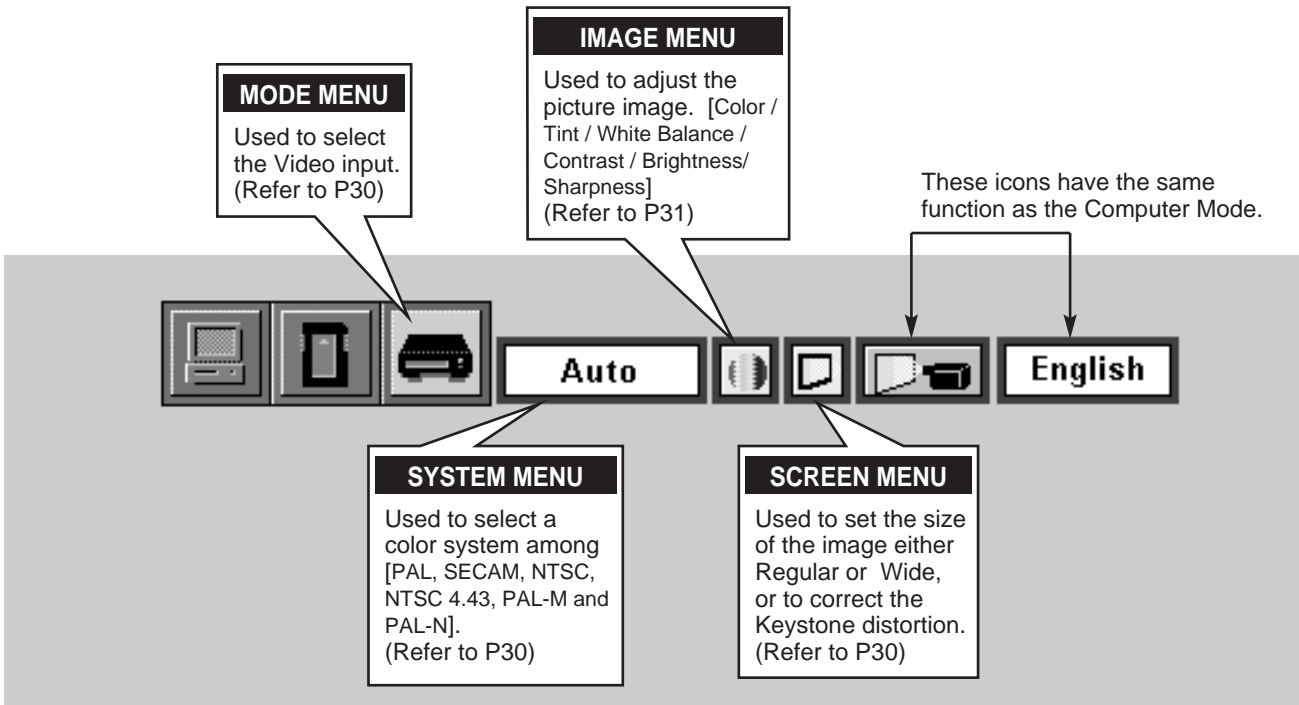 IMAGE MENU
Used to adjust the
picture image. [Color /
Tint / White Balance /
Contrast / Brightness/
Sharpness]
(Refer to P31)
MODE MENU
Used to select
the Video input.
(Refer to P30)
These icons have the same
function as the Computer Mode.
Auto
English
SYSTEM MENU
Used to select a
color system among
[PAL, SECAM, NTSC,
NTSC 4.43, PAL-M and
PAL-N].
(Refer to P30)
SCREEN MENU
Used to set the size
of the image either
Regular or Wide,
or to correct the
Keystone distortion.
(Refer to P30)